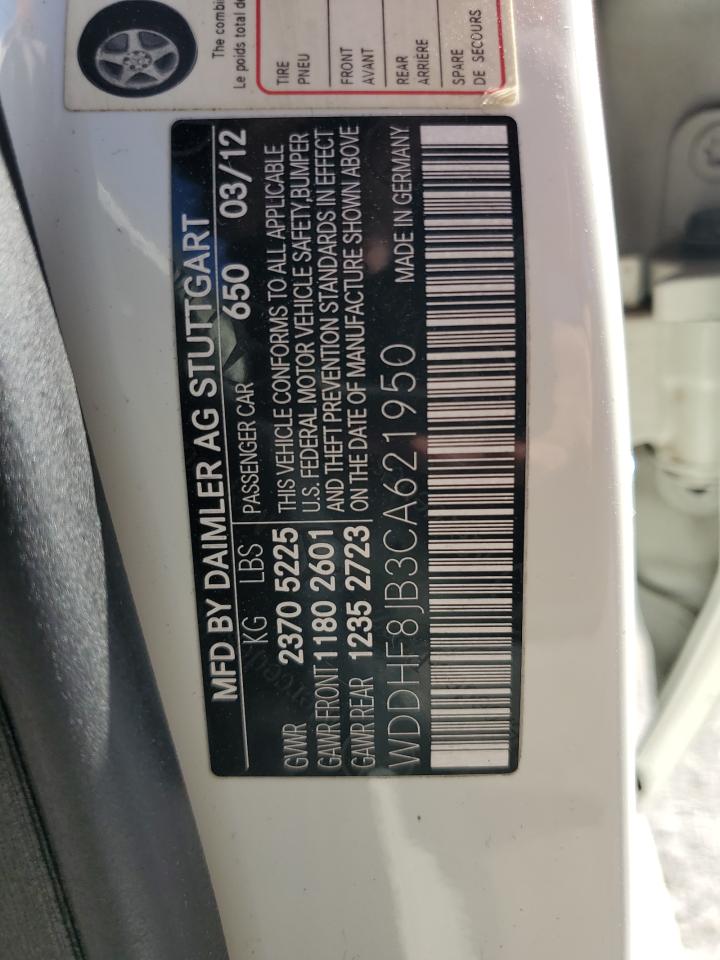 The combi
Le poids total de
TIRE
PNEU
FRONT
AVANT
REAR
ARRIÈRE
SPARE
DE SECOURS
MFD BY DAIMLER AG STUTTGART
KG LBS PASSENGER CAR 650 03/12
GVWR 2370 5225 THIS VEHICLE CONFORMS TO ALL APPLICABLE
GAWR FRONT 1180 2601 U.S. FEDERAL MOTOR VEHICLE SAFETY,BUMPER
AND THEFT PREVENTION STANDARDS IN EFFECT
GAWR REAR 1235 2723 ON THE DATE OF MANUFACTURE SHOWN ABOVE
WDDHF8JB3CA621950 MADE IN GERMANY